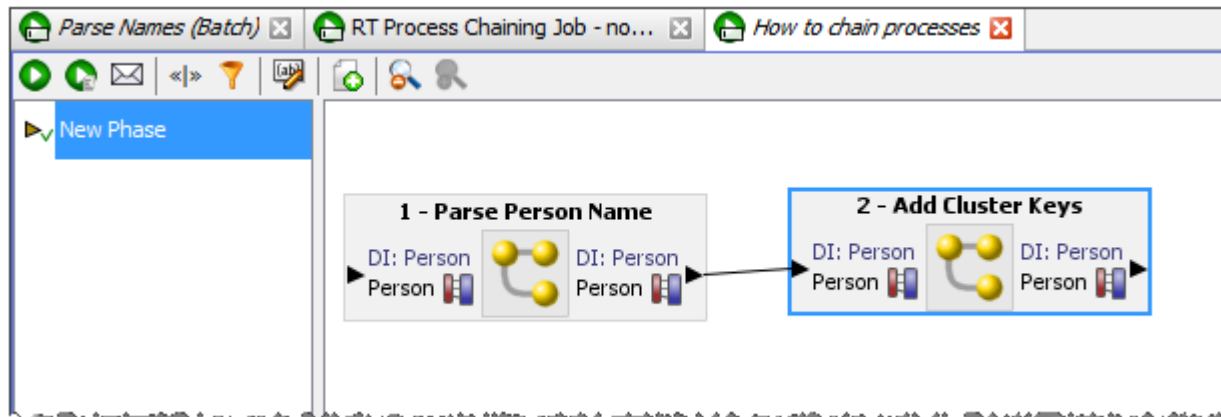 Parse Names (Batch)
RT Process Chaining Job - no...
How to chain processes
«|»
[ab]
New Phase
1 - Parse Person Name
DI: Person
Person
DI: Person
Person
2 - Add Cluster Keys
DI: Person
Person
DI: Person
Person